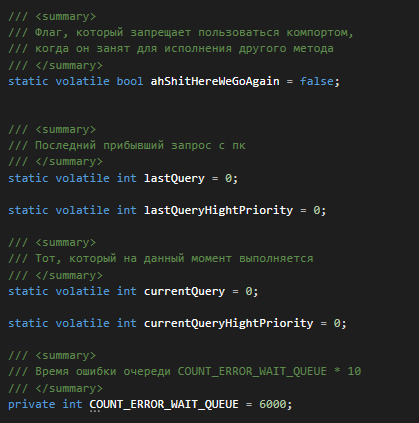 /// <summary>
/// Флаг, который запрещает пользоваться компортом,
/// когда он занят для исполнения другого метода
/// </summary>
static volatile bool ahShitHereWeGoAgain = false;
/// <summary>
/// Последний прибывший запрос с пк
/// </summary>
static volatile int lastQuery = 0;
static volatile int lastQueryHightPriority = 0;
/// <summary>
/// Тот, который на данный момент выполняется
/// </summary>
static volatile int currentQuery = 0;
static volatile int currentQueryHightPriority = 0;
/// <summary>
/// Время ошибки очереди COUNT_ERROR_WAIT_QUEUE * 10
/// </summary>
private int COUNT_ERROR_WAIT_QUEUE = 6000;